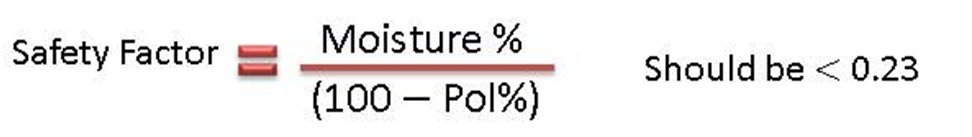 Safety Factor = Moisture % / (100 – Pol%)
Should be < 0.23